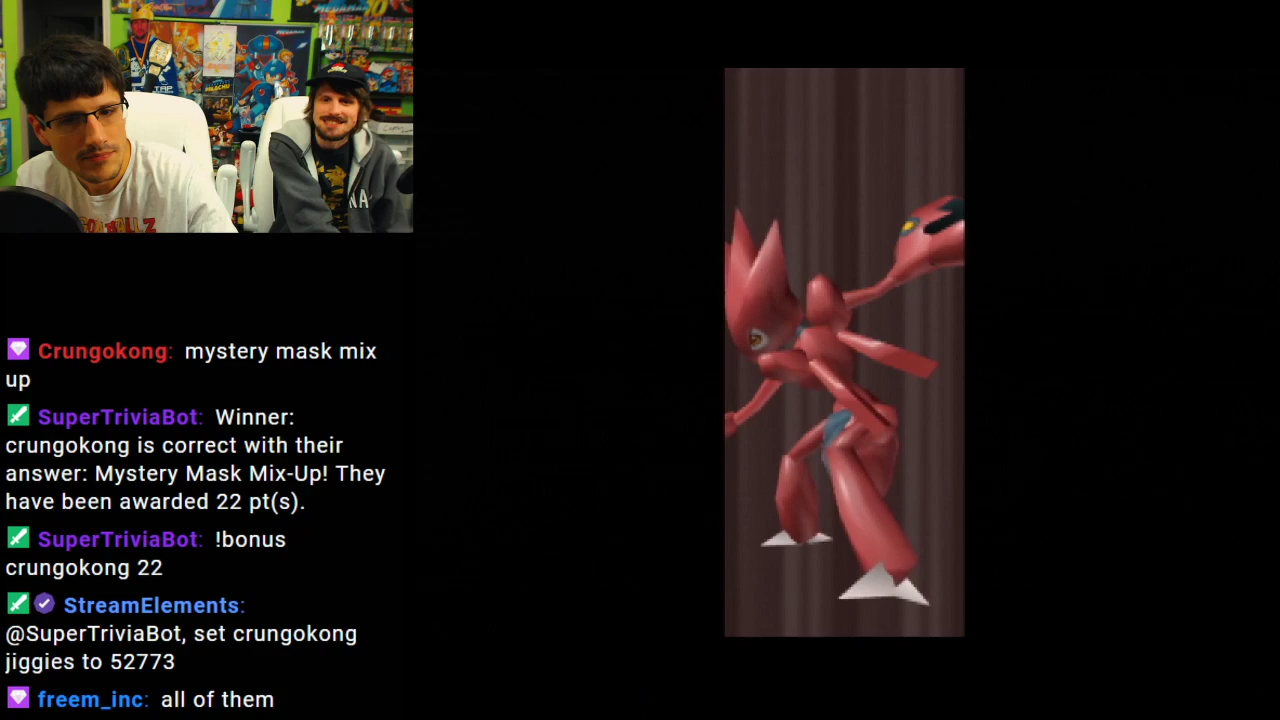 Crungokong: mystery mask mix
up
SuperTriviaBot: Winner:
crungokong is correct with their
answer: Mystery Mask Mix-Up! They
have been awarded 22 pt(s).
SuperTriviaBot: !bonus
crungokong 22
StreamElements:
@SuperTriviaBot, set crungokong
jiggies to 52773
freem_inc: all of them